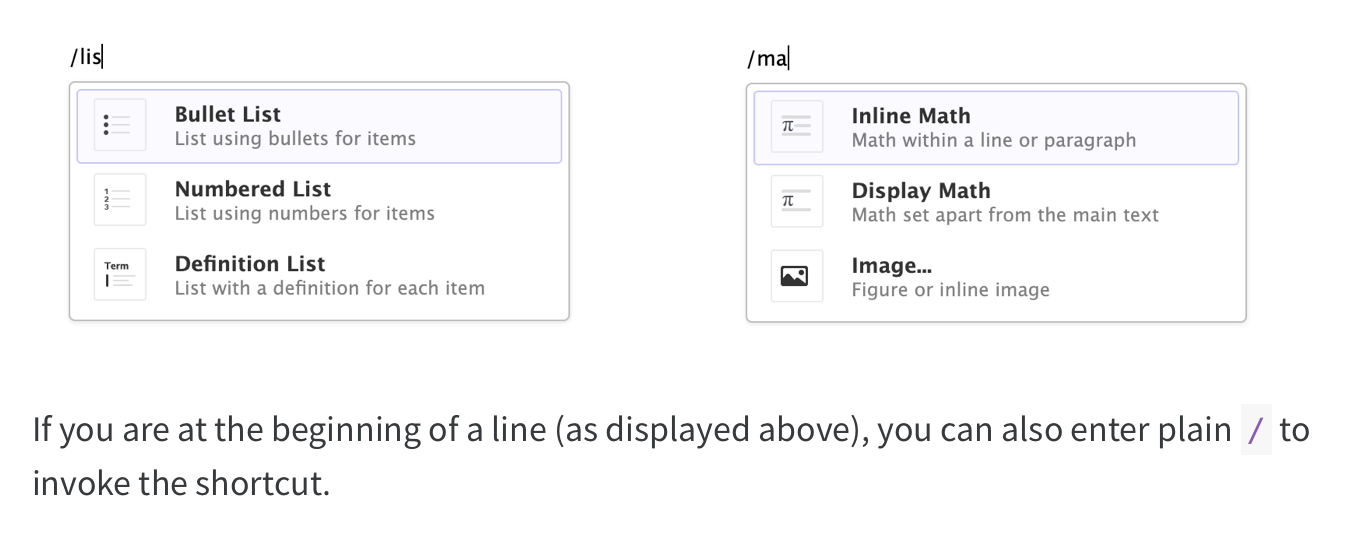 /lis
Bullet List
List using bullets for items
1
2
3
Numbered List
List using numbers for items
Term
Definition List
List with a definition for each item
/ma
π
Inline Math
Math within a line or paragraph
π
Display Math
Math set apart from the main text
Image...
Figure or inline image
If you are at the beginning of a line (as displayed above), you can also enter plain / to
invoke the shortcut.